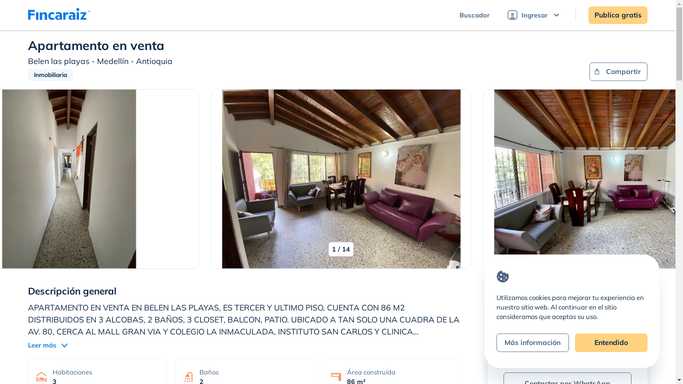 Fincaraiz
Buscador
Ingresar
Publica gratis
Apartamento en venta
Belen las playas - Medellín - Antioquia
Inmobiliaria
Compartir
1 / 14
Descripción general
APARTAMENTO EN VENTA EN BELEN LAS PLAYAS, ES TERCER Y ULTIMO PISO, CUENTA CON 86 M2
DISTRIBUIDOS EN 3 ALCOBAS, 2 BAÑOS, 3 CLOSET, BALCON, PATIO. UBICADO A TAN SOLO UNA CUADRA DE LA
AV. 80, CERCA AL MALL GRAN VIA Y COLEGIO LA INMACULADA, INSTITUTO SAN CARLOS Y CLINICA...
Leer más
Habitaciones
3
Baños
2
Área construida
86 m²
Utilizamos cookies para mejorar tu experiencia en
nuestro sitio web. Al continuar en el sitio
consideramos que aceptas su uso.
Más información
Entendido
Contactar por WhatsApp